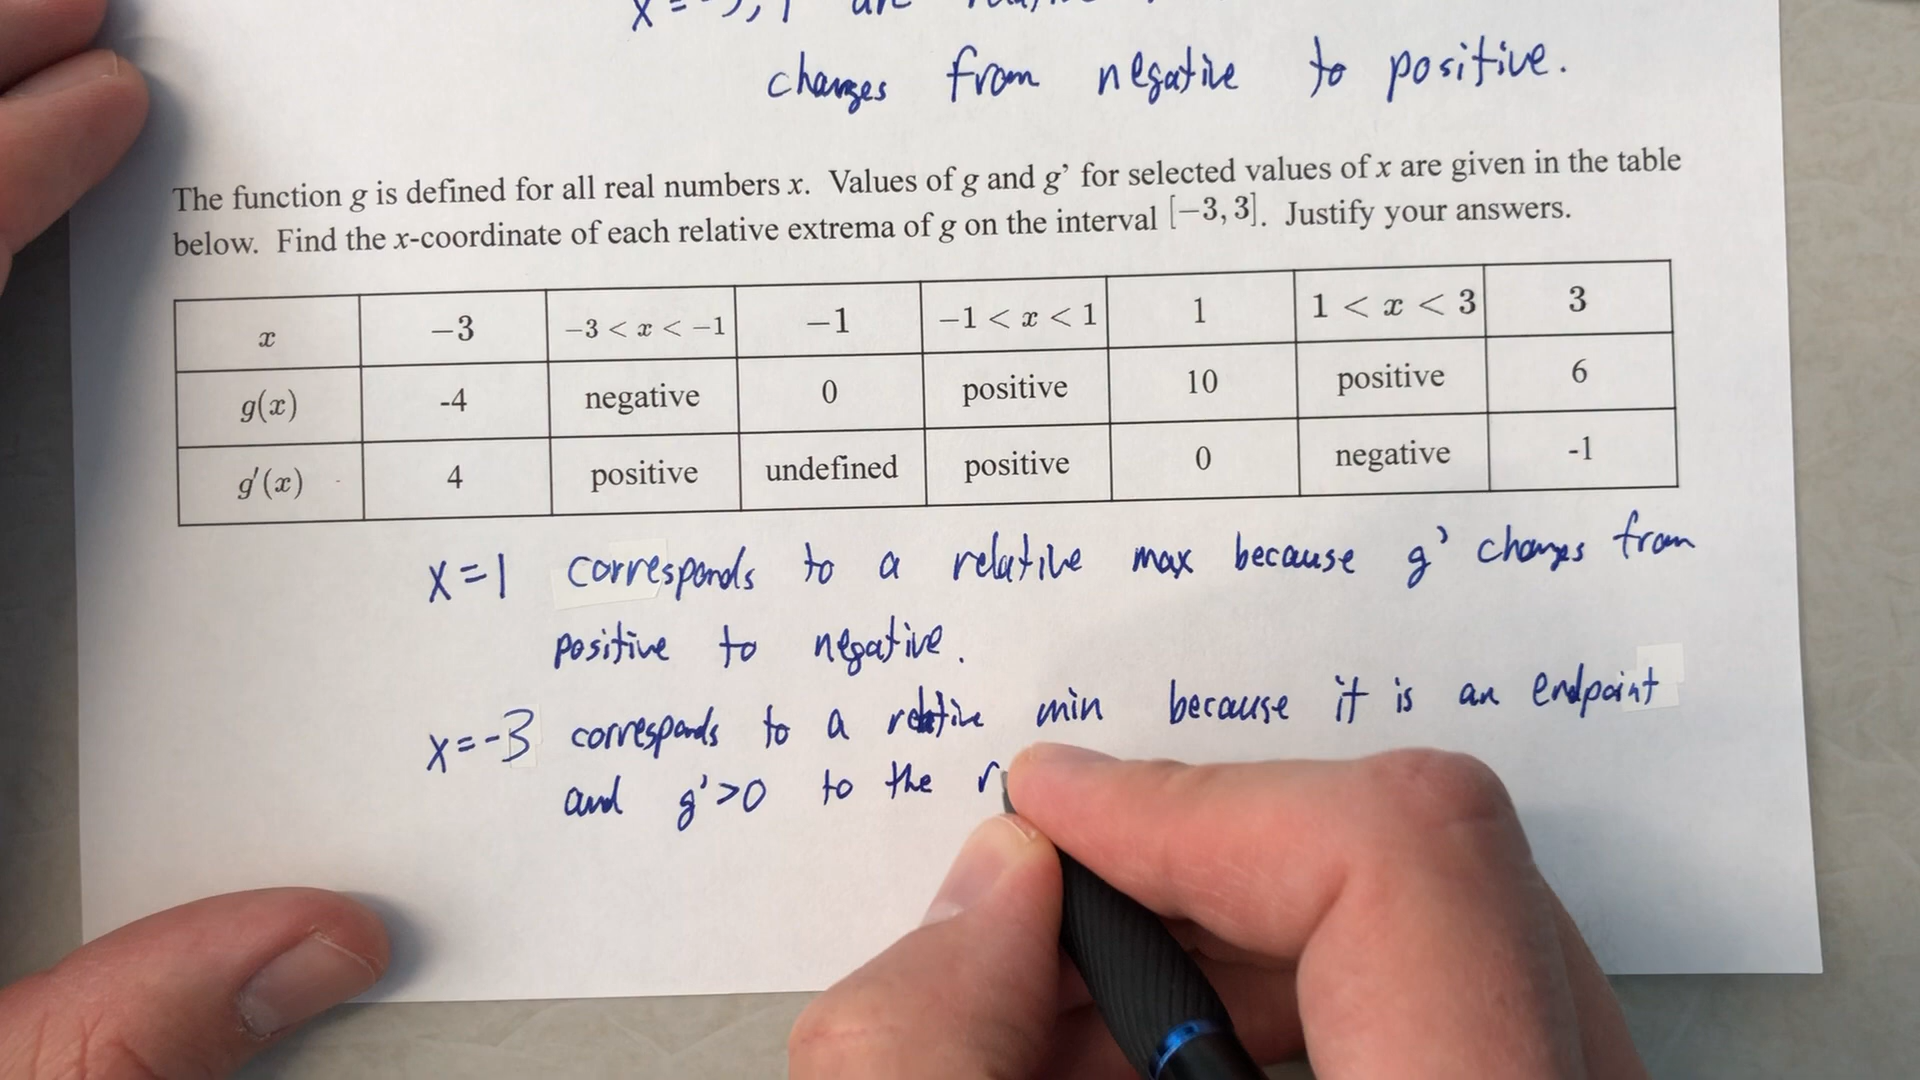 changes from negative to positive.
The function g is defined for all real numbers x. Values of g and g’ for selected values of x are given in the table
below. Find the x-coordinate of each relative extrema of g on the interval [−3, 3]. Justify your answers.
x −3 −3 < x < −1 −1 −1 < x < 1 1 1 < x < 3 3
g(x) -4 negative 0 positive 10 positive 6
g′(x) 4 positive undefined positive 0 negative -1
x=1 corresponds to a relative max because g’ changes from
positive to negative.
x=-3 corresponds to a relative min because it is an endpoint
and g'>0 to the r